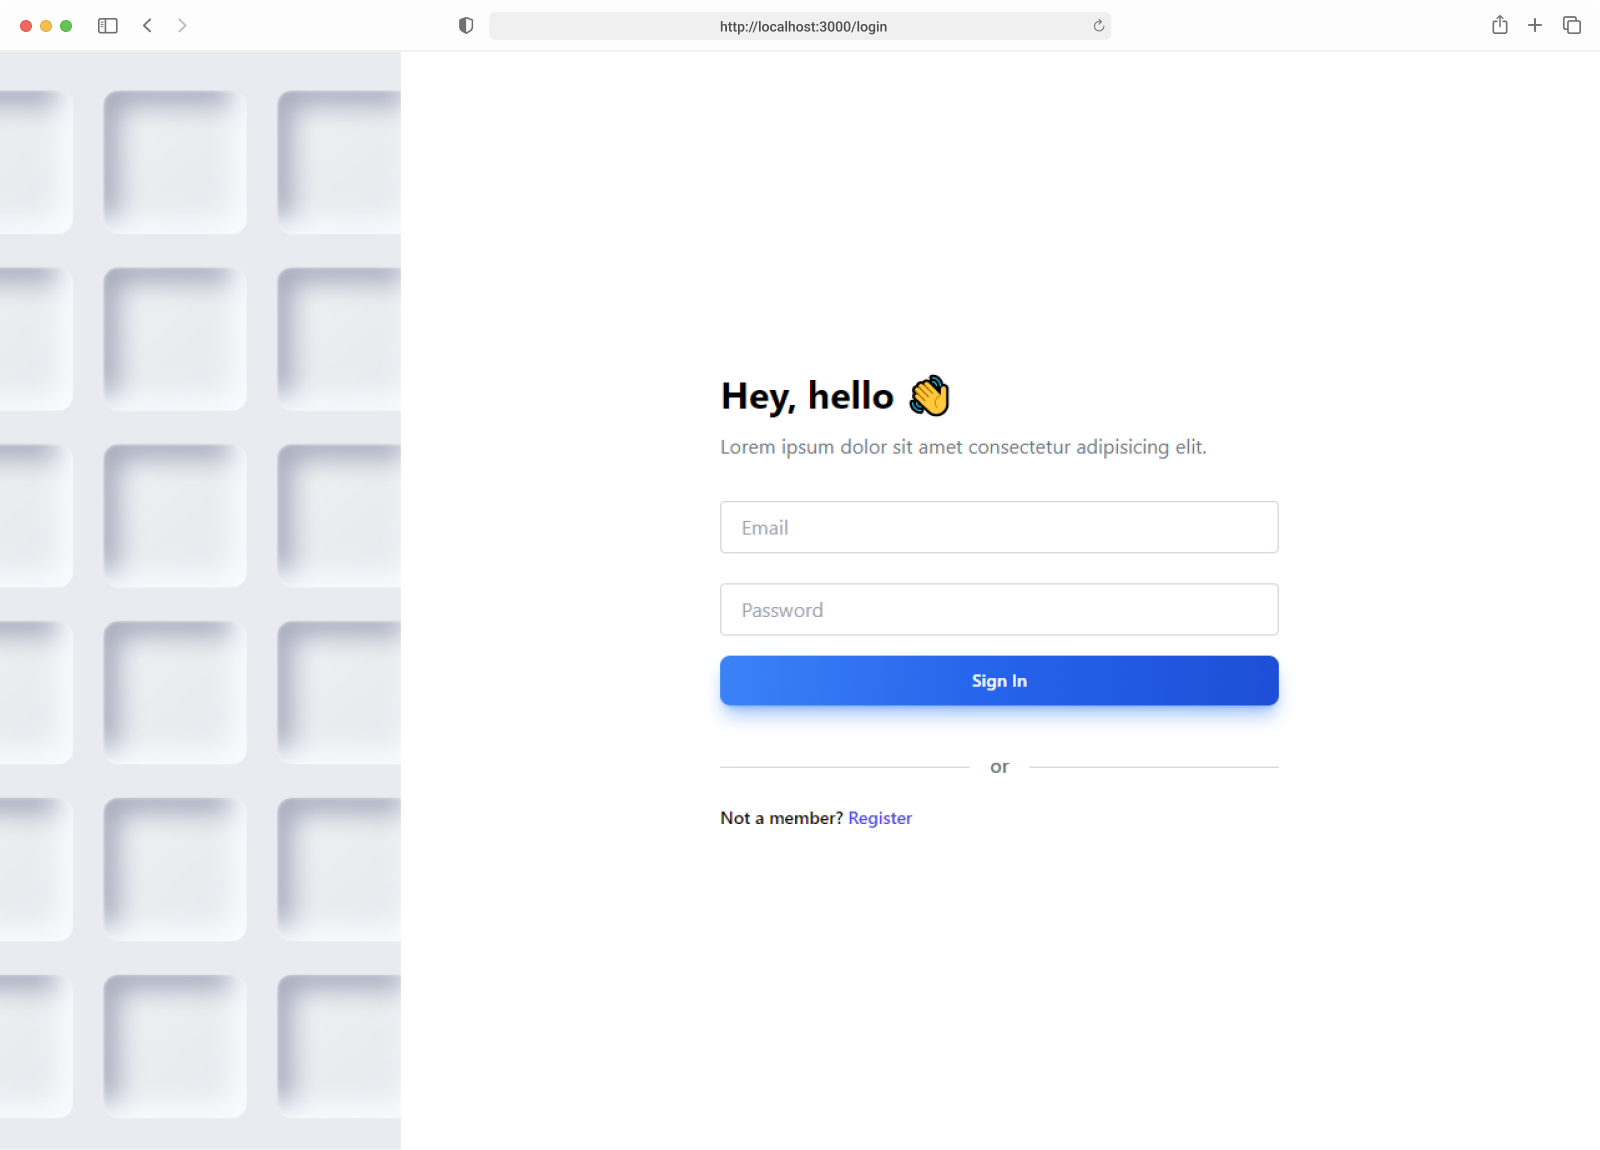 http://localhost:3000/login
Hey, hello 👋
Lorem ipsum dolor sit amet consectetur adipisicing elit.
Email
Password
Sign In
or
Not a member? Register